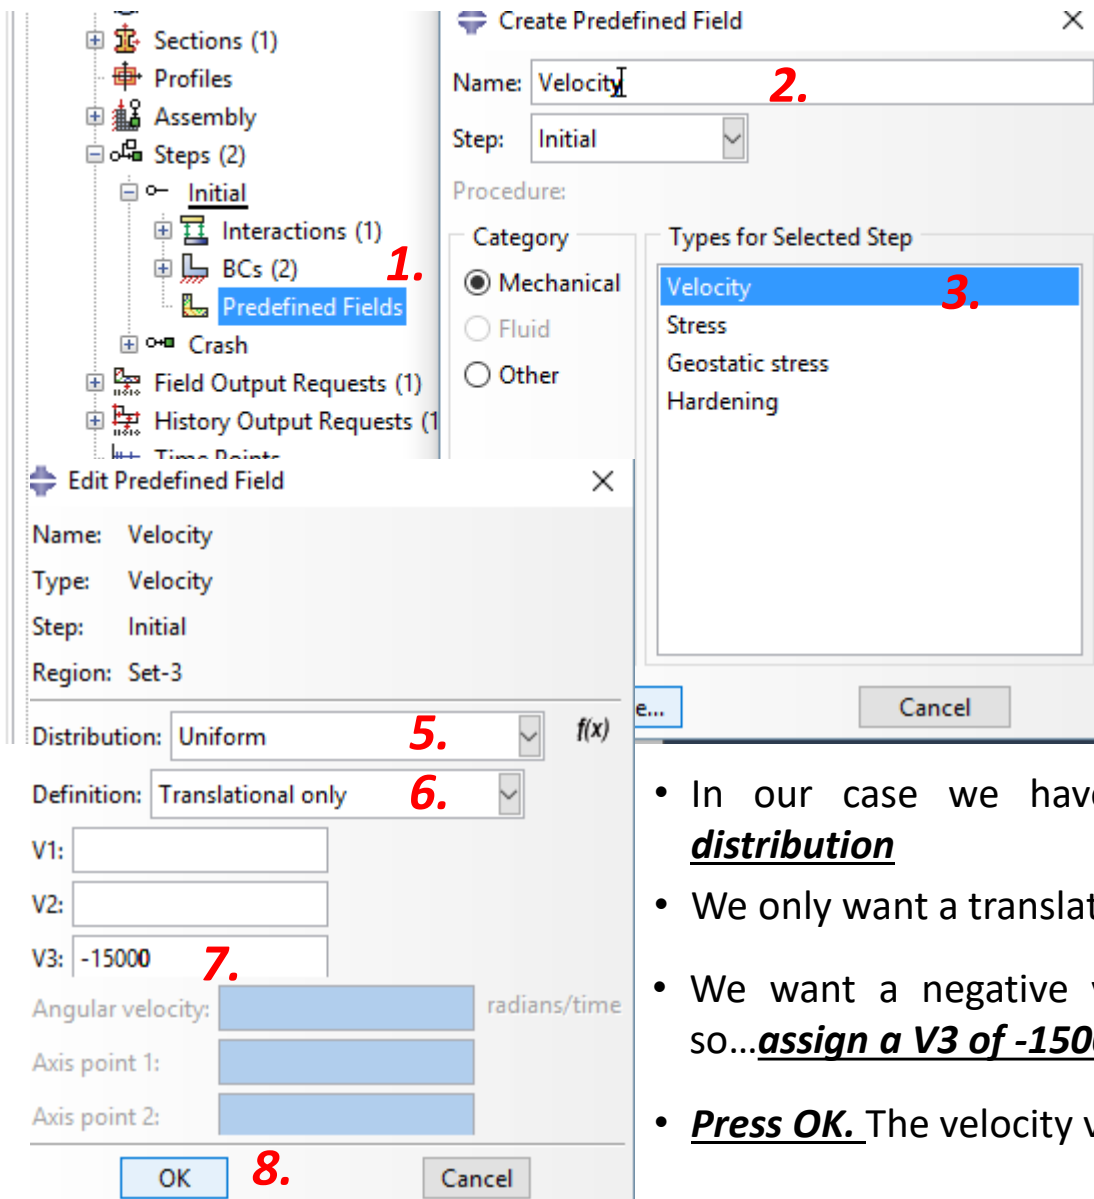 Sections (1)
Profiles
Assembly
Steps (2)
Initial
Interactions (1)
BCs (2)
1.
Predefined Fields
Crash
Field Output Requests (1)
History Output Requests (1
Time Points
Create Predefined Field
Name: Velocity 2.
Step: Initial
Procedure:
Category
Mechanical
Fluid
Other
Types for Selected Step
Velocity 3.
Stress
Geostatic stress
Hardening
e... Cancel
Edit Predefined Field
Name: Velocity
Type: Velocity
Step: Initial
Region: Set-3
Distribution: Uniform 5. f(x)
Definition: Translational only 6.
V1:
V2:
V3: -15000 7.
Angular velocity: radians/time
Axis point 1:
Axis point 2:
OK 8. Cancel
• In our case we have
distribution
• We only want a translat
• We want a negative v
so...assign a V3 of -1500
• Press OK. The velocity v